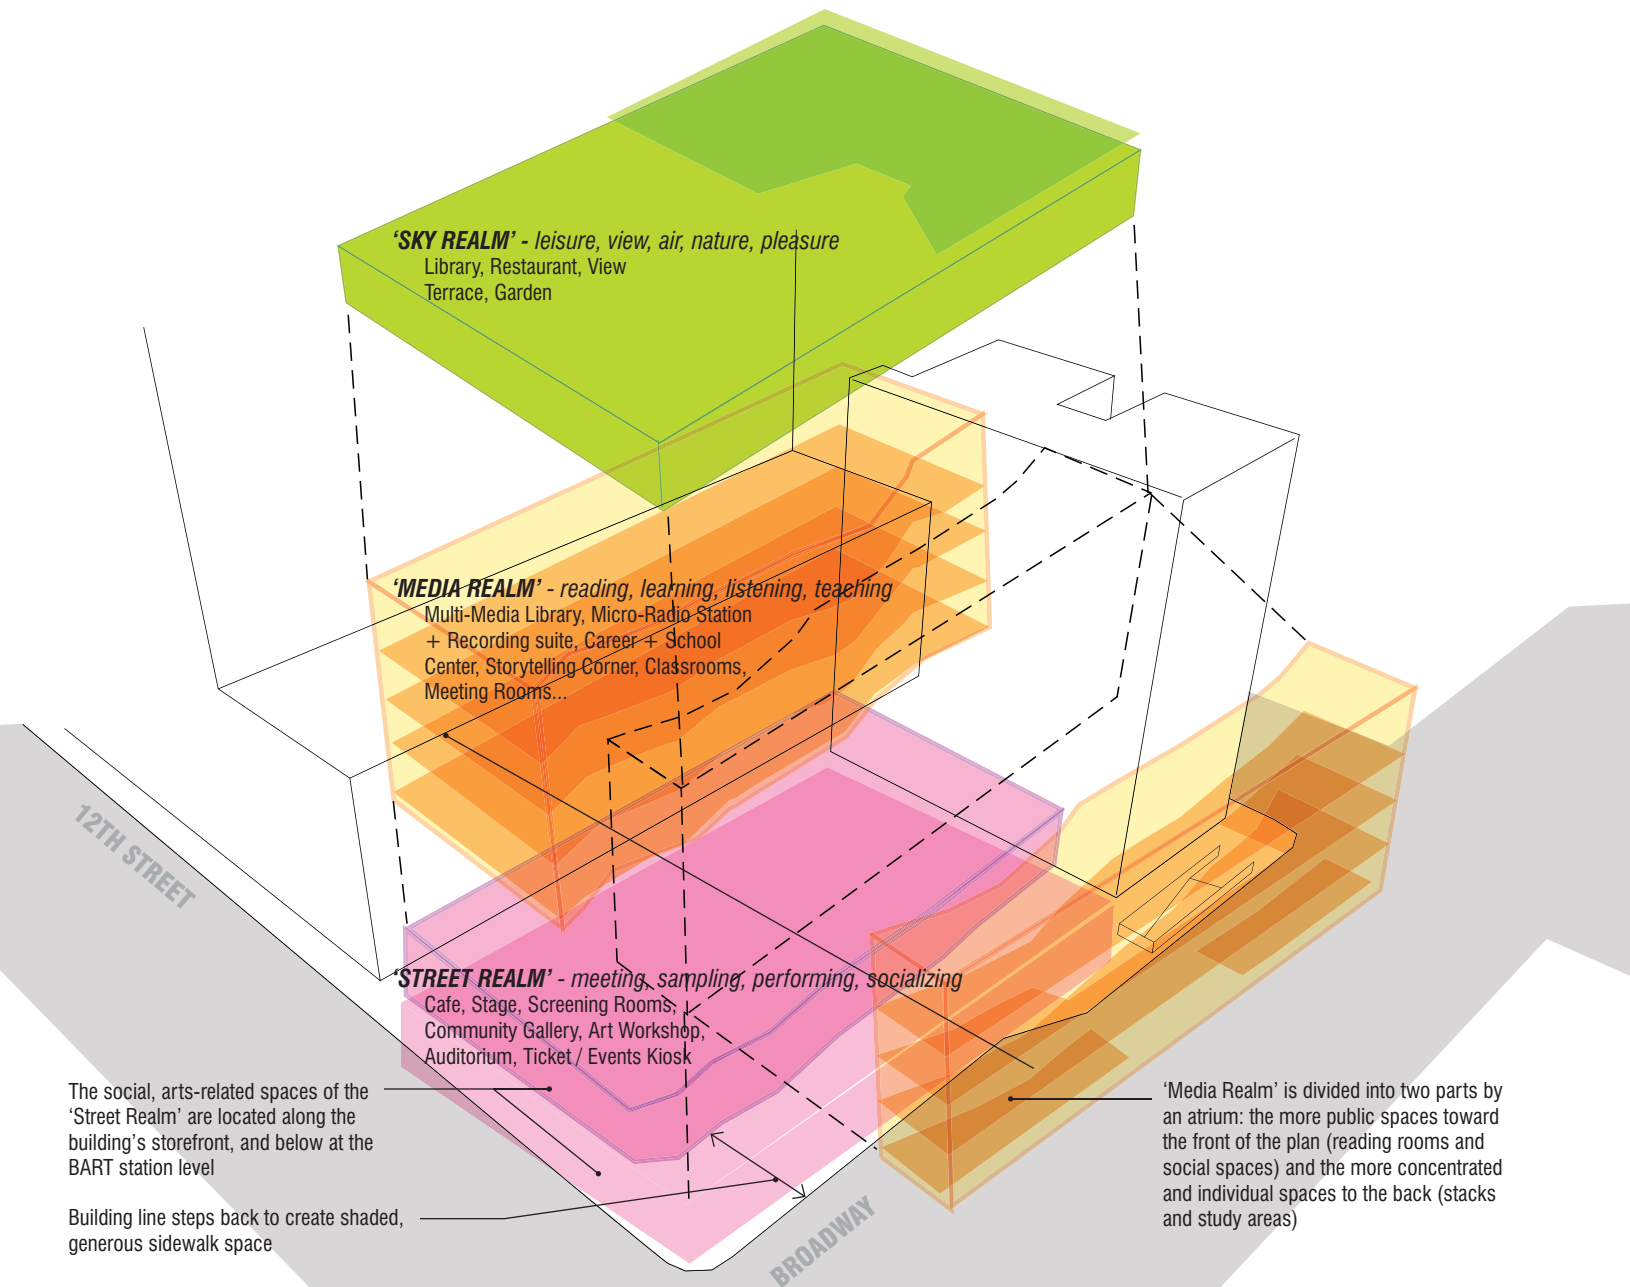 ‘SKY REALM’ - leisure, view, air, nature, pleasure
Library, Restaurant, View
Terrace, Garden
‘MEDIA REALM’ - reading, learning, listening, teaching
Multi-Media Library, Micro-Radio Station
+ Recording suite, Career + School
Center, Storytelling Corner, Classrooms,
Meeting Rooms...
12TH STREET
‘STREET REALM’ - meeting, sampling, performing, socializing
Cafe, Stage, Screening Rooms,
Community Gallery, Art Workshop,
Auditorium, Ticket / Events Kiosk
The social, arts-related spaces of the
‘Street Realm’ are located along the
building’s storefront, and below at the
BART station level
Building line steps back to create shaded,
generous sidewalk space
BROADWAY
‘Media Realm’ is divided into two parts by
an atrium: the more public spaces toward
the front of the plan (reading rooms and
social spaces) and the more concentrated
and individual spaces to the back (stacks
and study areas)